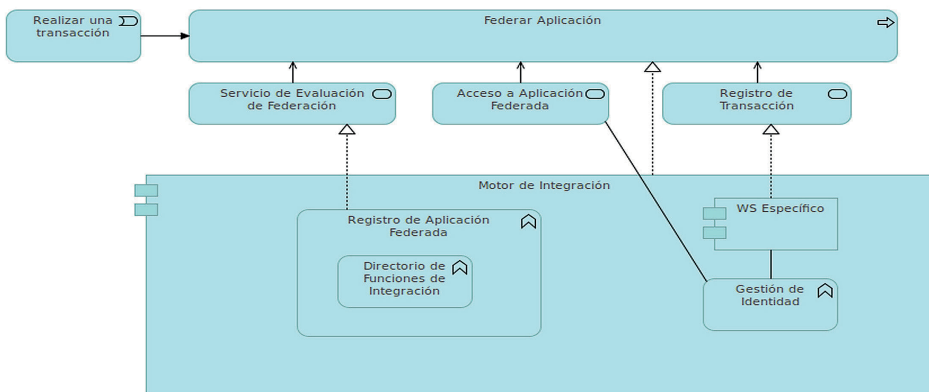 Realizar una
transacción
Federar Aplicación
Servicio de Evaluación
de Federación
Acceso a Aplicación
Federada
Registro de
Transacción
Motor de Integración
Registro de Aplicación
Federada
Directorio de
Funciones de
Integración
WS Específico
Gestión de
Identidad